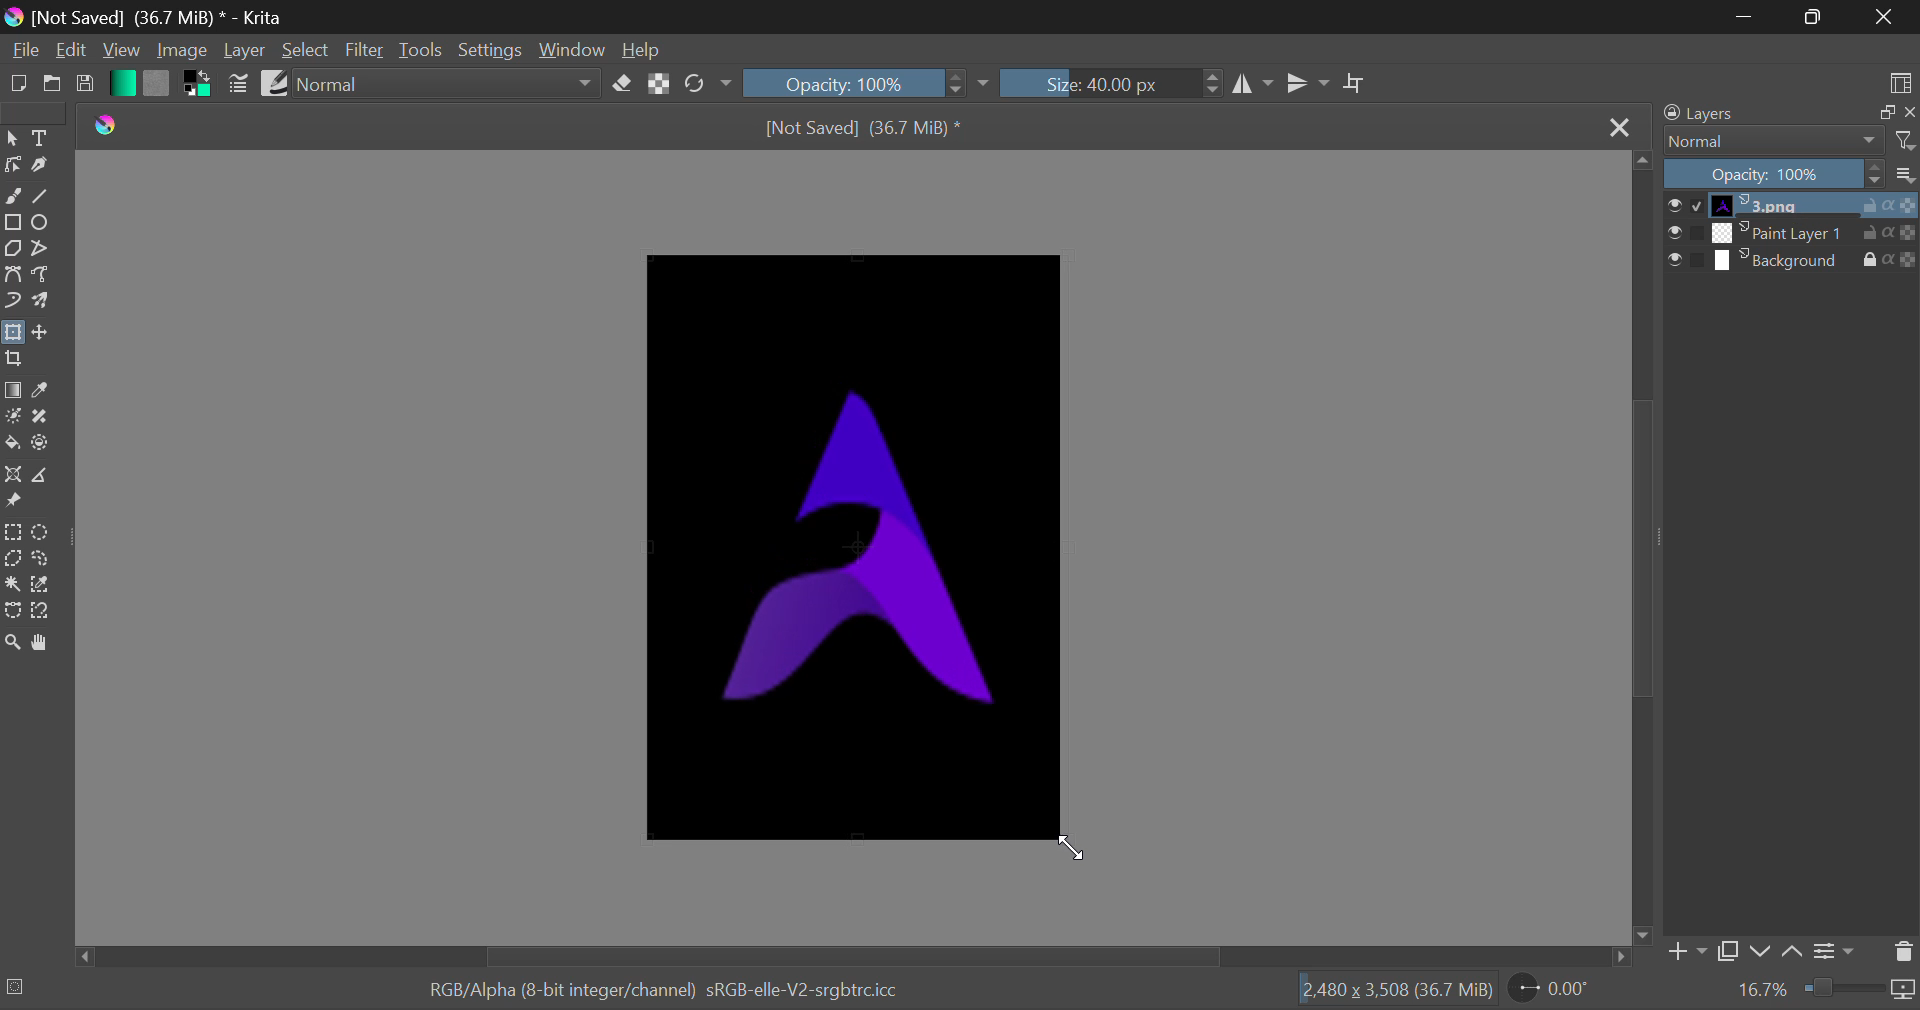 [Not Saved] (36.7 MiB) * - Krita
File Edit View Image Layer Select Filter Tools Settings Window Help
Normal Opacity: 100% Size: 40.00 px
[Not Saved] (36.7 MiB) *
Layers
Normal
Opacity: 100%
3.png
Paint Layer 1
Background
RGB/Alpha (8-bit integer/channel) sRGB-elle-V2-srgbtrc.icc
2,480 x 3,508 (36.7 MiB)
0.00°
16.7%